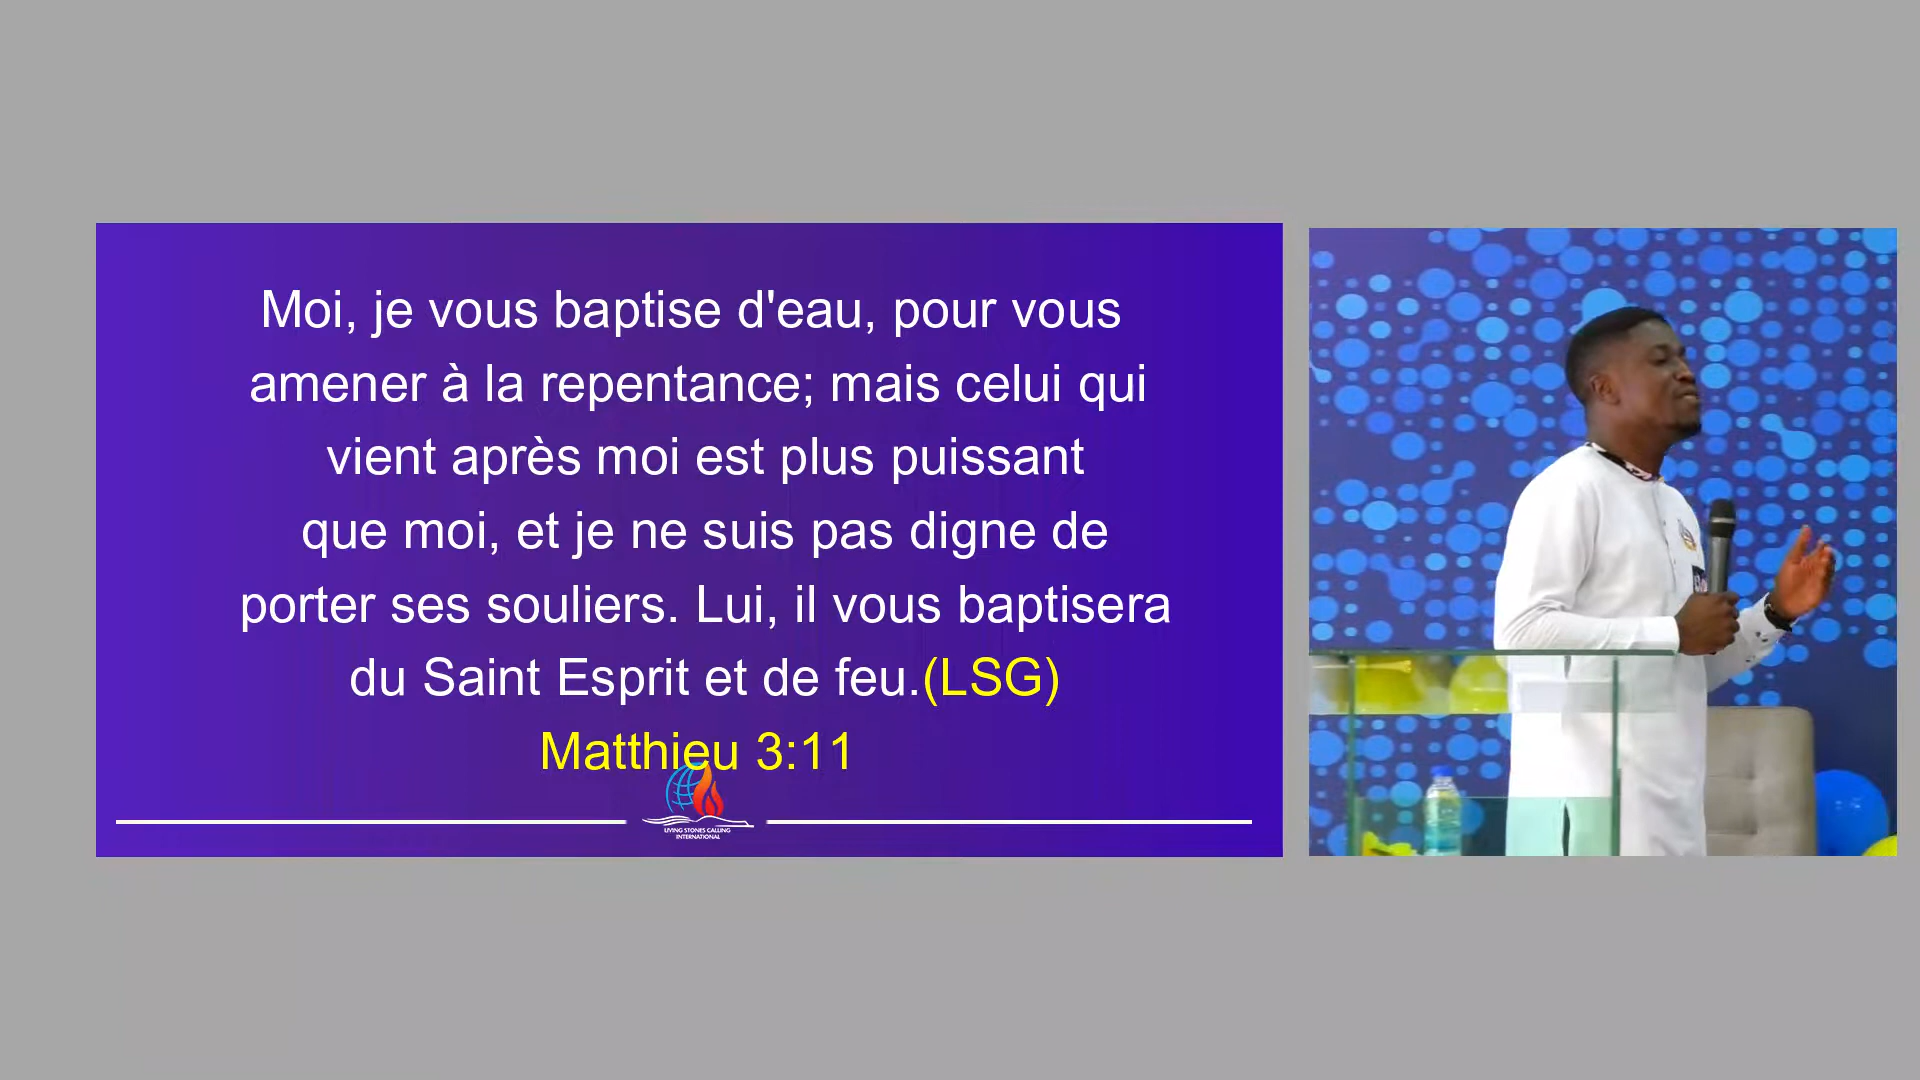 Moi, je vous baptise d'eau, pour vous
amener à la repentance; mais celui qui
vient après moi est plus puissant
que moi, et je ne suis pas digne de
porter ses souliers. Lui, il vous baptisera
du Saint Esprit et de feu.(LSG)
Matthieu 3:11
LIVING STONES CALLING
INTERNATIONAL